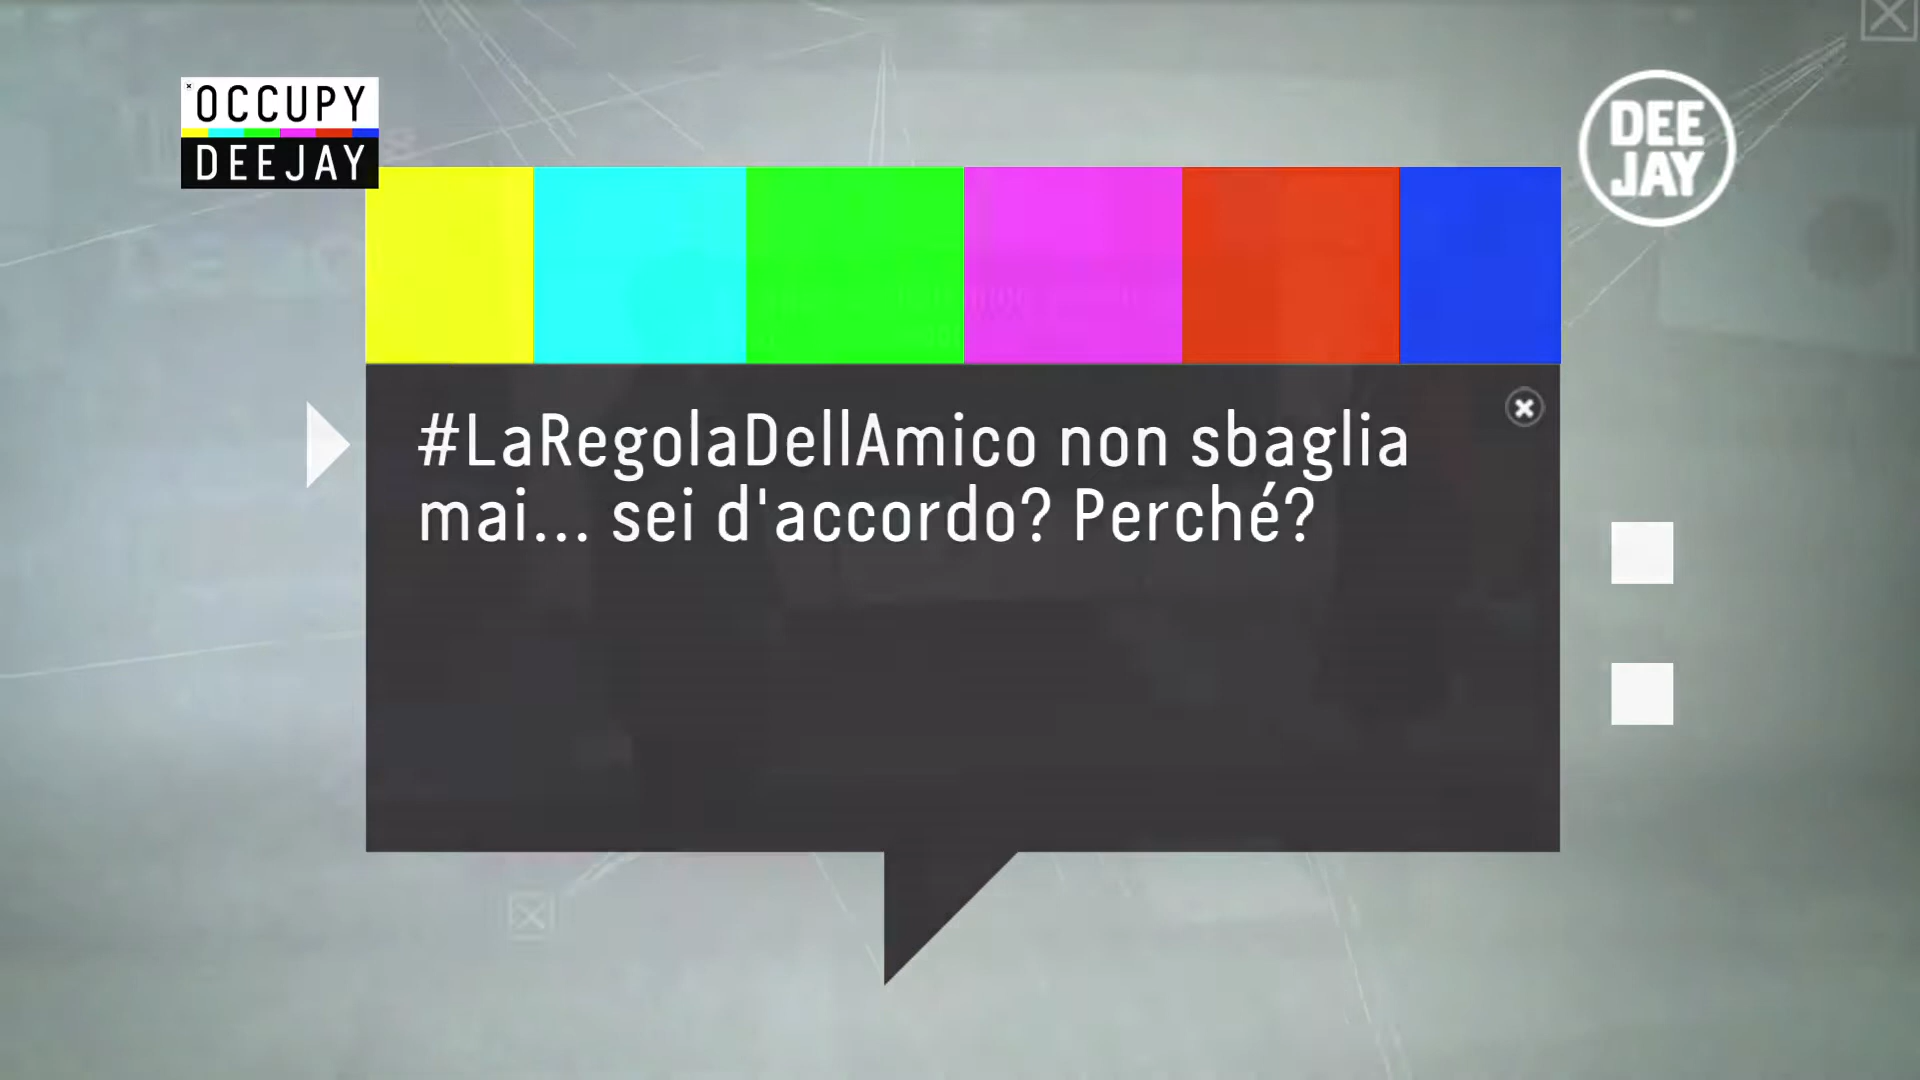 OCCUPY
DEEJAY
DEE
JAY
#LaRegolaDellAmico non sbaglia
mai... sei d'accordo? Perché?